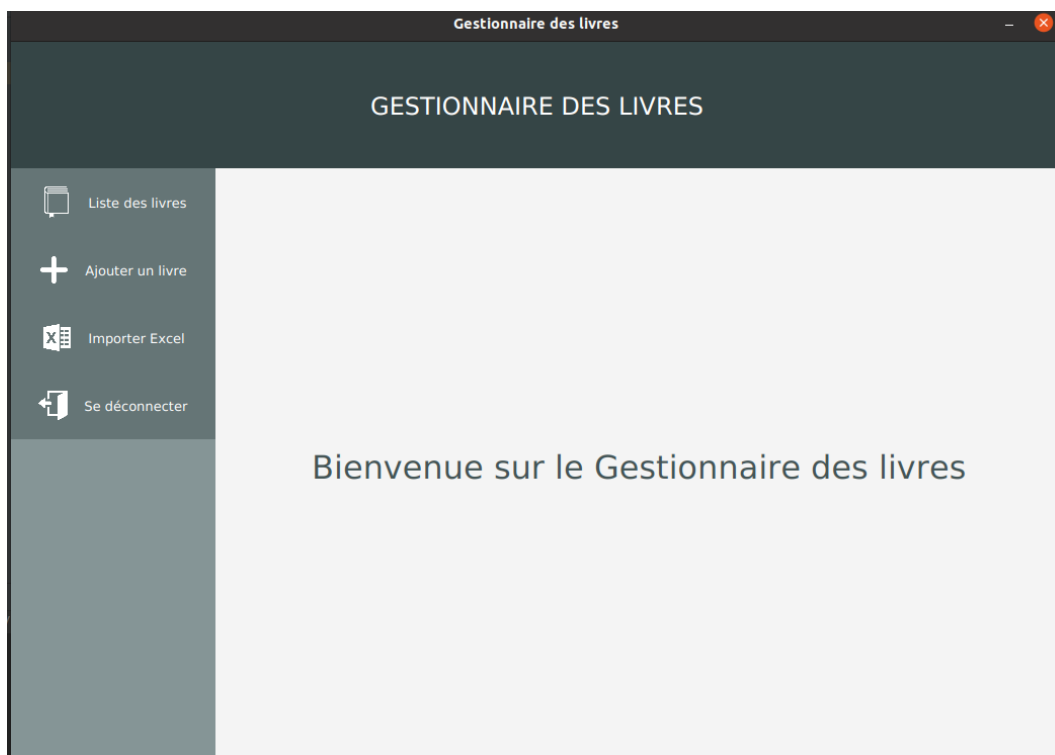 Gestionnaire des livres
GESTIONNAIRE DES LIVRES
Liste des livres
Ajouter un livre
Importer Excel
Se déconnecter
Bienvenue sur le Gestionnaire des livres